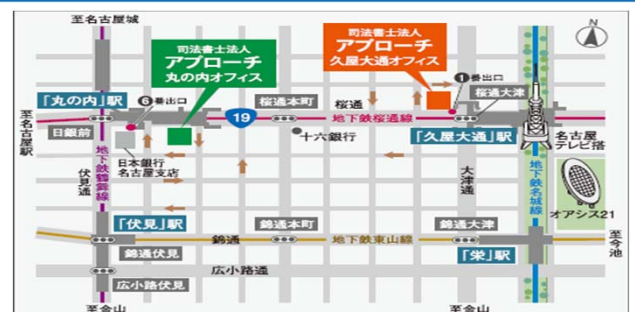 至名古屋城
N
司法書士法人
アプローチ
丸の内オフィス
司法書士法人
アプローチ
久屋大通オフィス
「丸の内」駅
6番出口
1番出口
桜通大津
桜通本町
桜通
至名古屋駅
日銀前
19
地下鉄桜通線
十六銀行
「久屋大通」駅
名古屋
テレビ塔
日本銀行
名古屋支店
伏見通
地下鉄鶴舞線
大津通
地下鉄名城線
オアシス21
「伏見」駅
錦通本町
錦通大津
錦通
地下鉄東山線
至今池
錦通伏見
「栄」駅
広小路通
広小路伏見
至金山
至金山